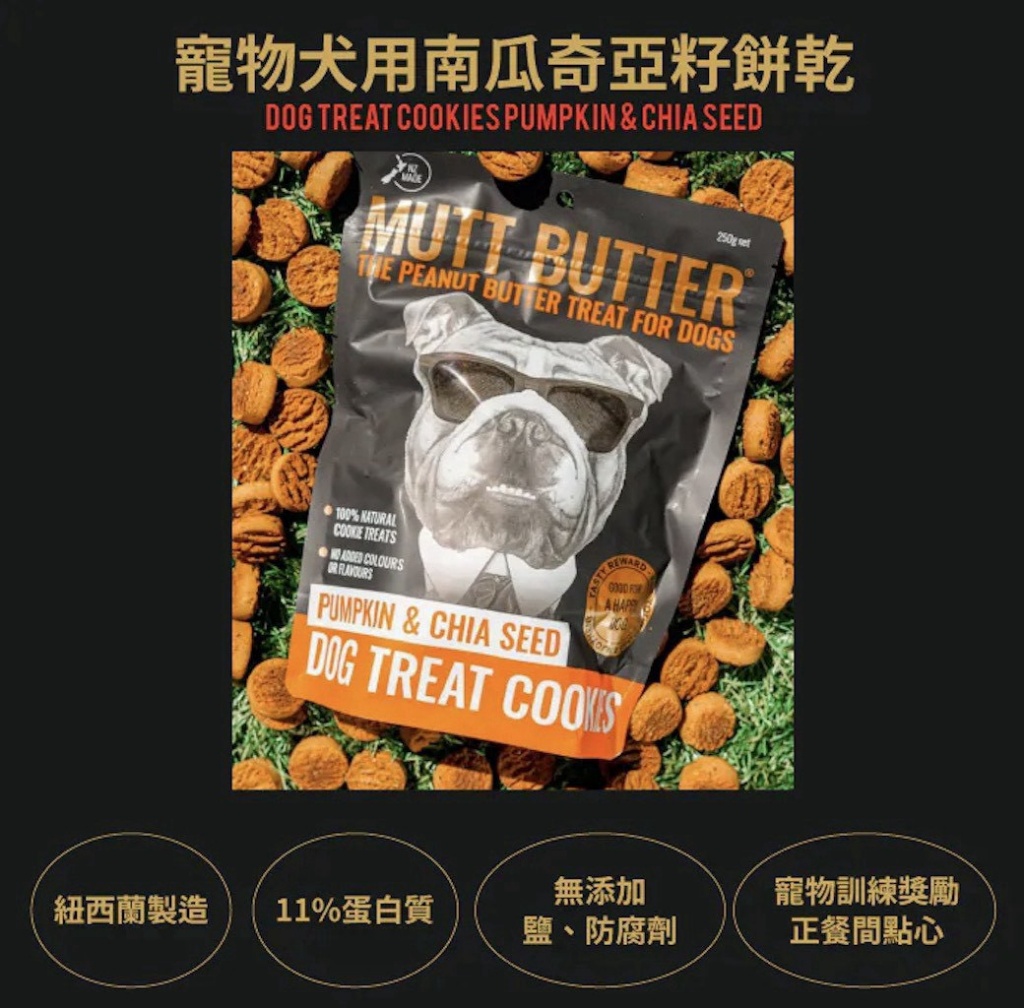 寵物犬用南瓜奇亞籽餅乾
DOG TREAT COOKIES PUMPKIN & CHIA SEED
NZ
MADE
250g net
MUTT BUTTER®
THE PEANUT BUTTER TREAT FOR DOGS
100% NATURAL
COOKIE TREATS
NO ADDED COLOURS
OR FLAVOURS
TASTY REWARD
GOOD FOR
A HAPPY
DOG
PUMPKIN & CHIA SEED
DOG TREAT COOKIES
紐西蘭製造
11%蛋白質
無添加
鹽、防腐劑
寵物訓練獎勵
正餐間點心